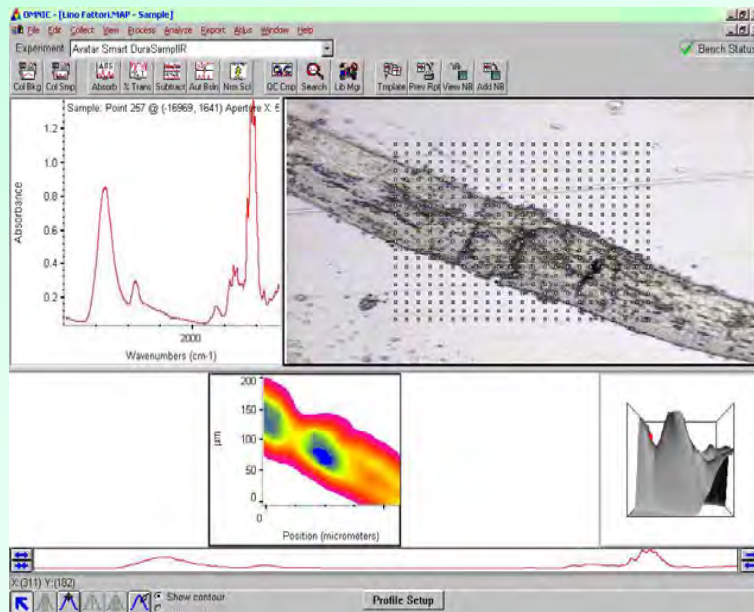 OMNIC - [Lino Fattori.MAP - Sample]
File Edit Collect View Process Analyze Report Atlus Window Help
Experiment Avatar Smart DuraSamplIR
Bench Status
Col Bkg Col Smp Absorb % Trans Subtract Aut Bsln Nrm Scl QC Cmp Search Lib Mgr Tmplate Prev Rpt View NB Add NB
Sample: Point 257 @ (-16969, 1641) Aperture X:
1.2
1.0
0.8
0.6
0.4
0.2
Absorbance
2000
Wavenumbers (cm-1)
200
150
100
50
0
µm
0
Position (micrometers)
X:(311) Y:(182)
Show contour
Profile Setup